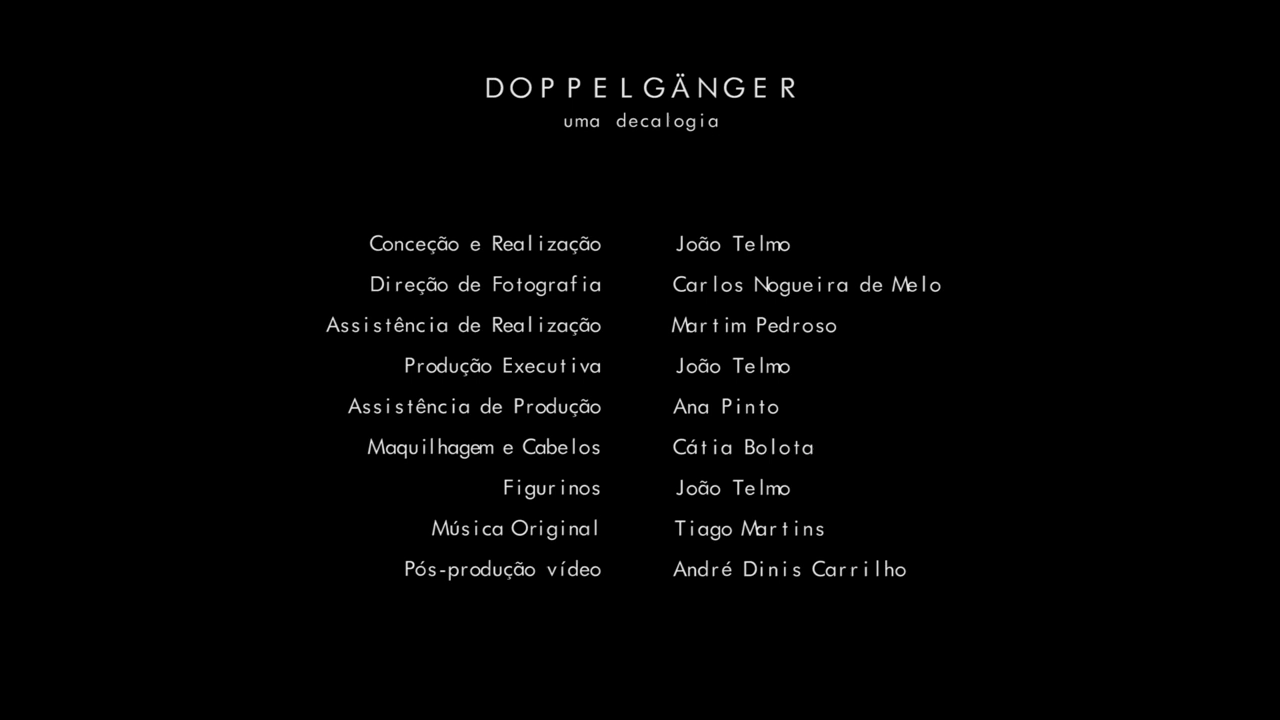 DOPPELGÄNGER
uma decalogia
Conceção e Realização João Telmo
Direção de Fotografia Carlos Nogueira de Melo
Assistência de Realização Martim Pedroso
Produção Executiva João Telmo
Assistência de Produção Ana Pinto
Maquilhagem e Cabelos Cátia Bolota
Figurinos João Telmo
Música Original Tiago Martins
Pós-produção vídeo André Dinis Carrilho